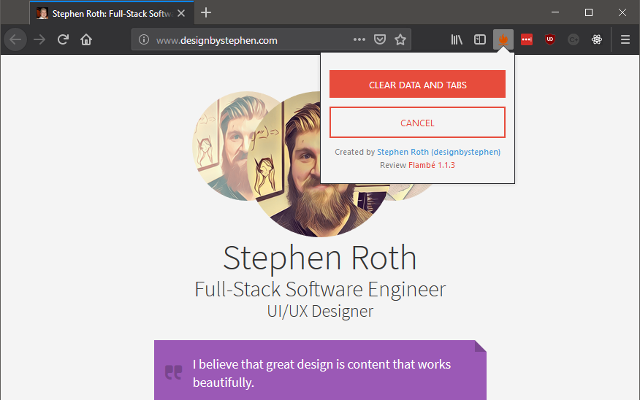 Stephen Roth: Full-Stack Softw
www.designbystephen.com
CLEAR DATA AND TABS
CANCEL
Created by Stephen Roth (designbystephen)
Review Flambé 1.1.3
Stephen Roth
Full-Stack Software Engineer
UI/UX Designer
I believe that great design is content that works
beautifully.